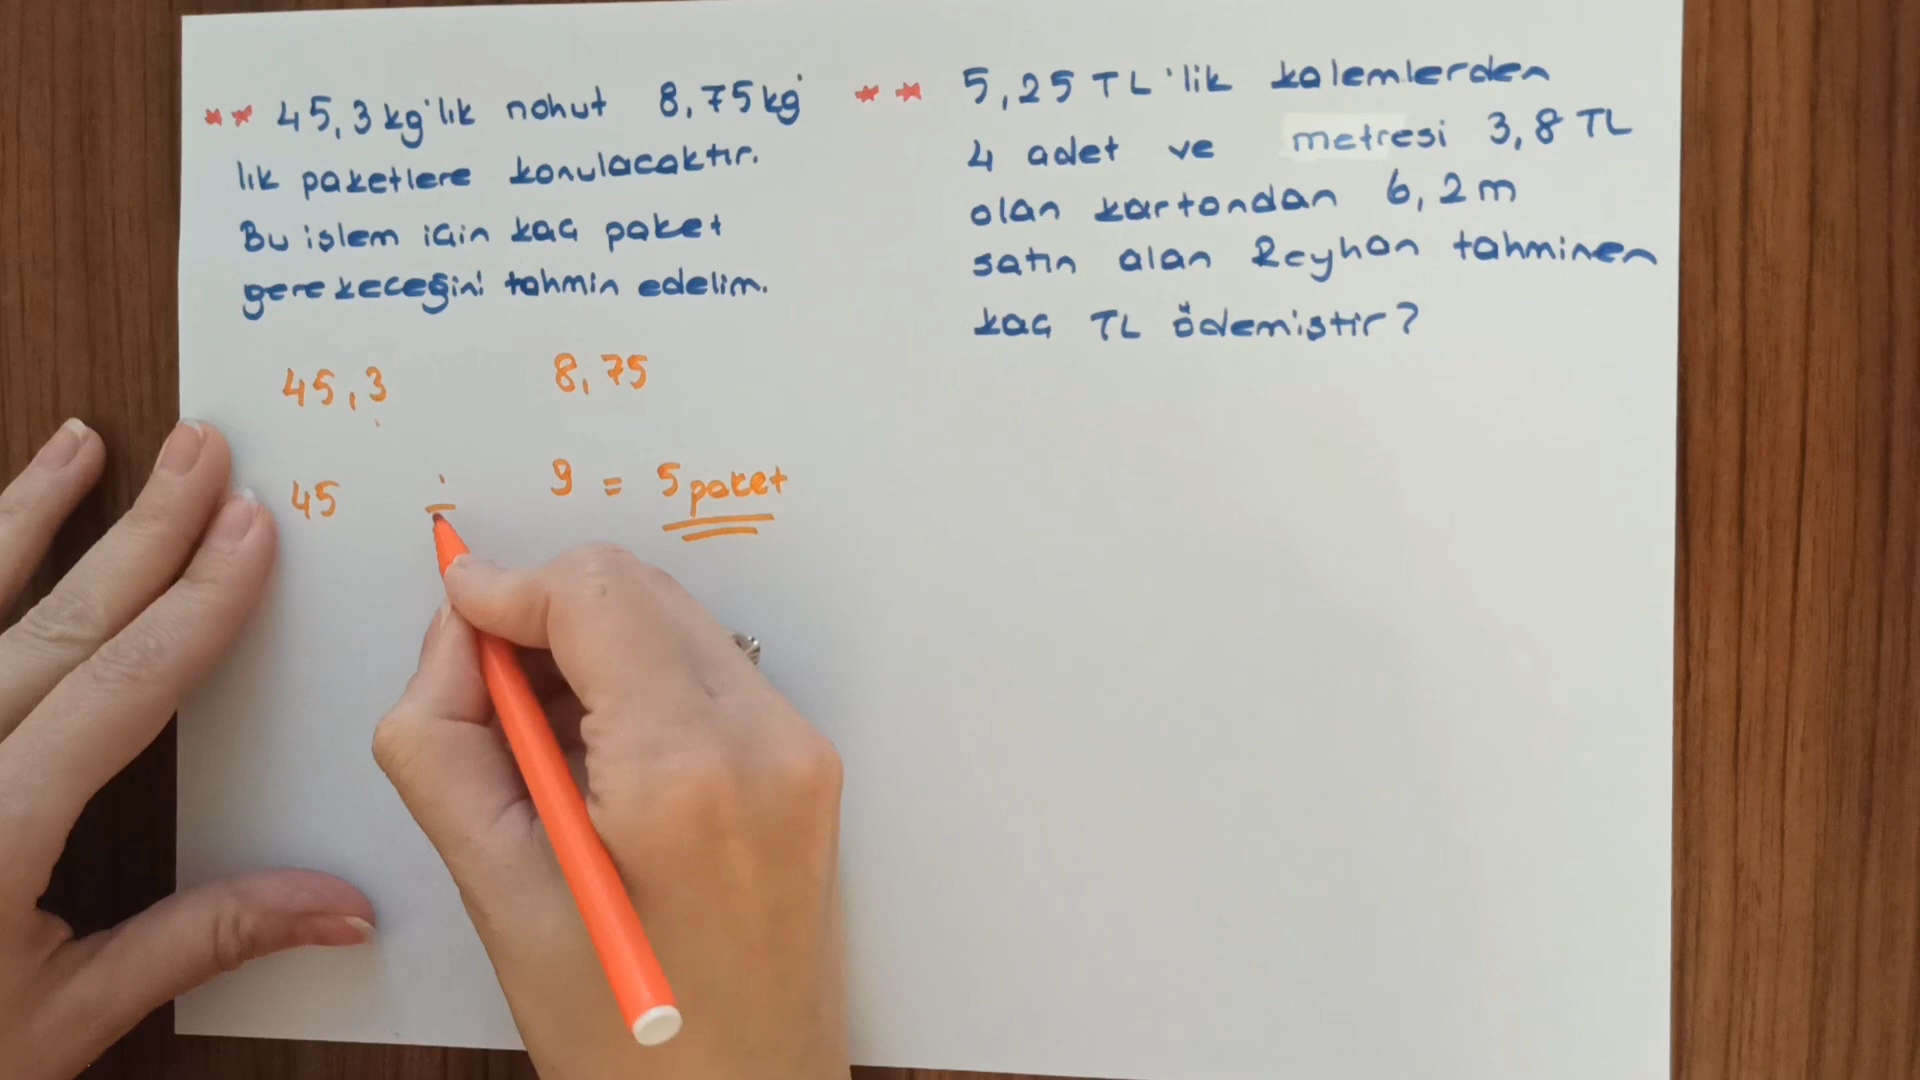 ** 45,3 kg'lık nohut 8,75 kg'
lık paketlere konulacaktır.
Bu işlem için kaç paket
gerekeceğini tahmin edelim.
45,3 8,75
45 ÷ 9 = 5 paket
** 5,25 TL'lik kalemlerden
4 adet ve metresi 3,8 TL
olan kartondan 6,2 m
satın alan Reyhan tahminen
kaç TL ödemiştir?